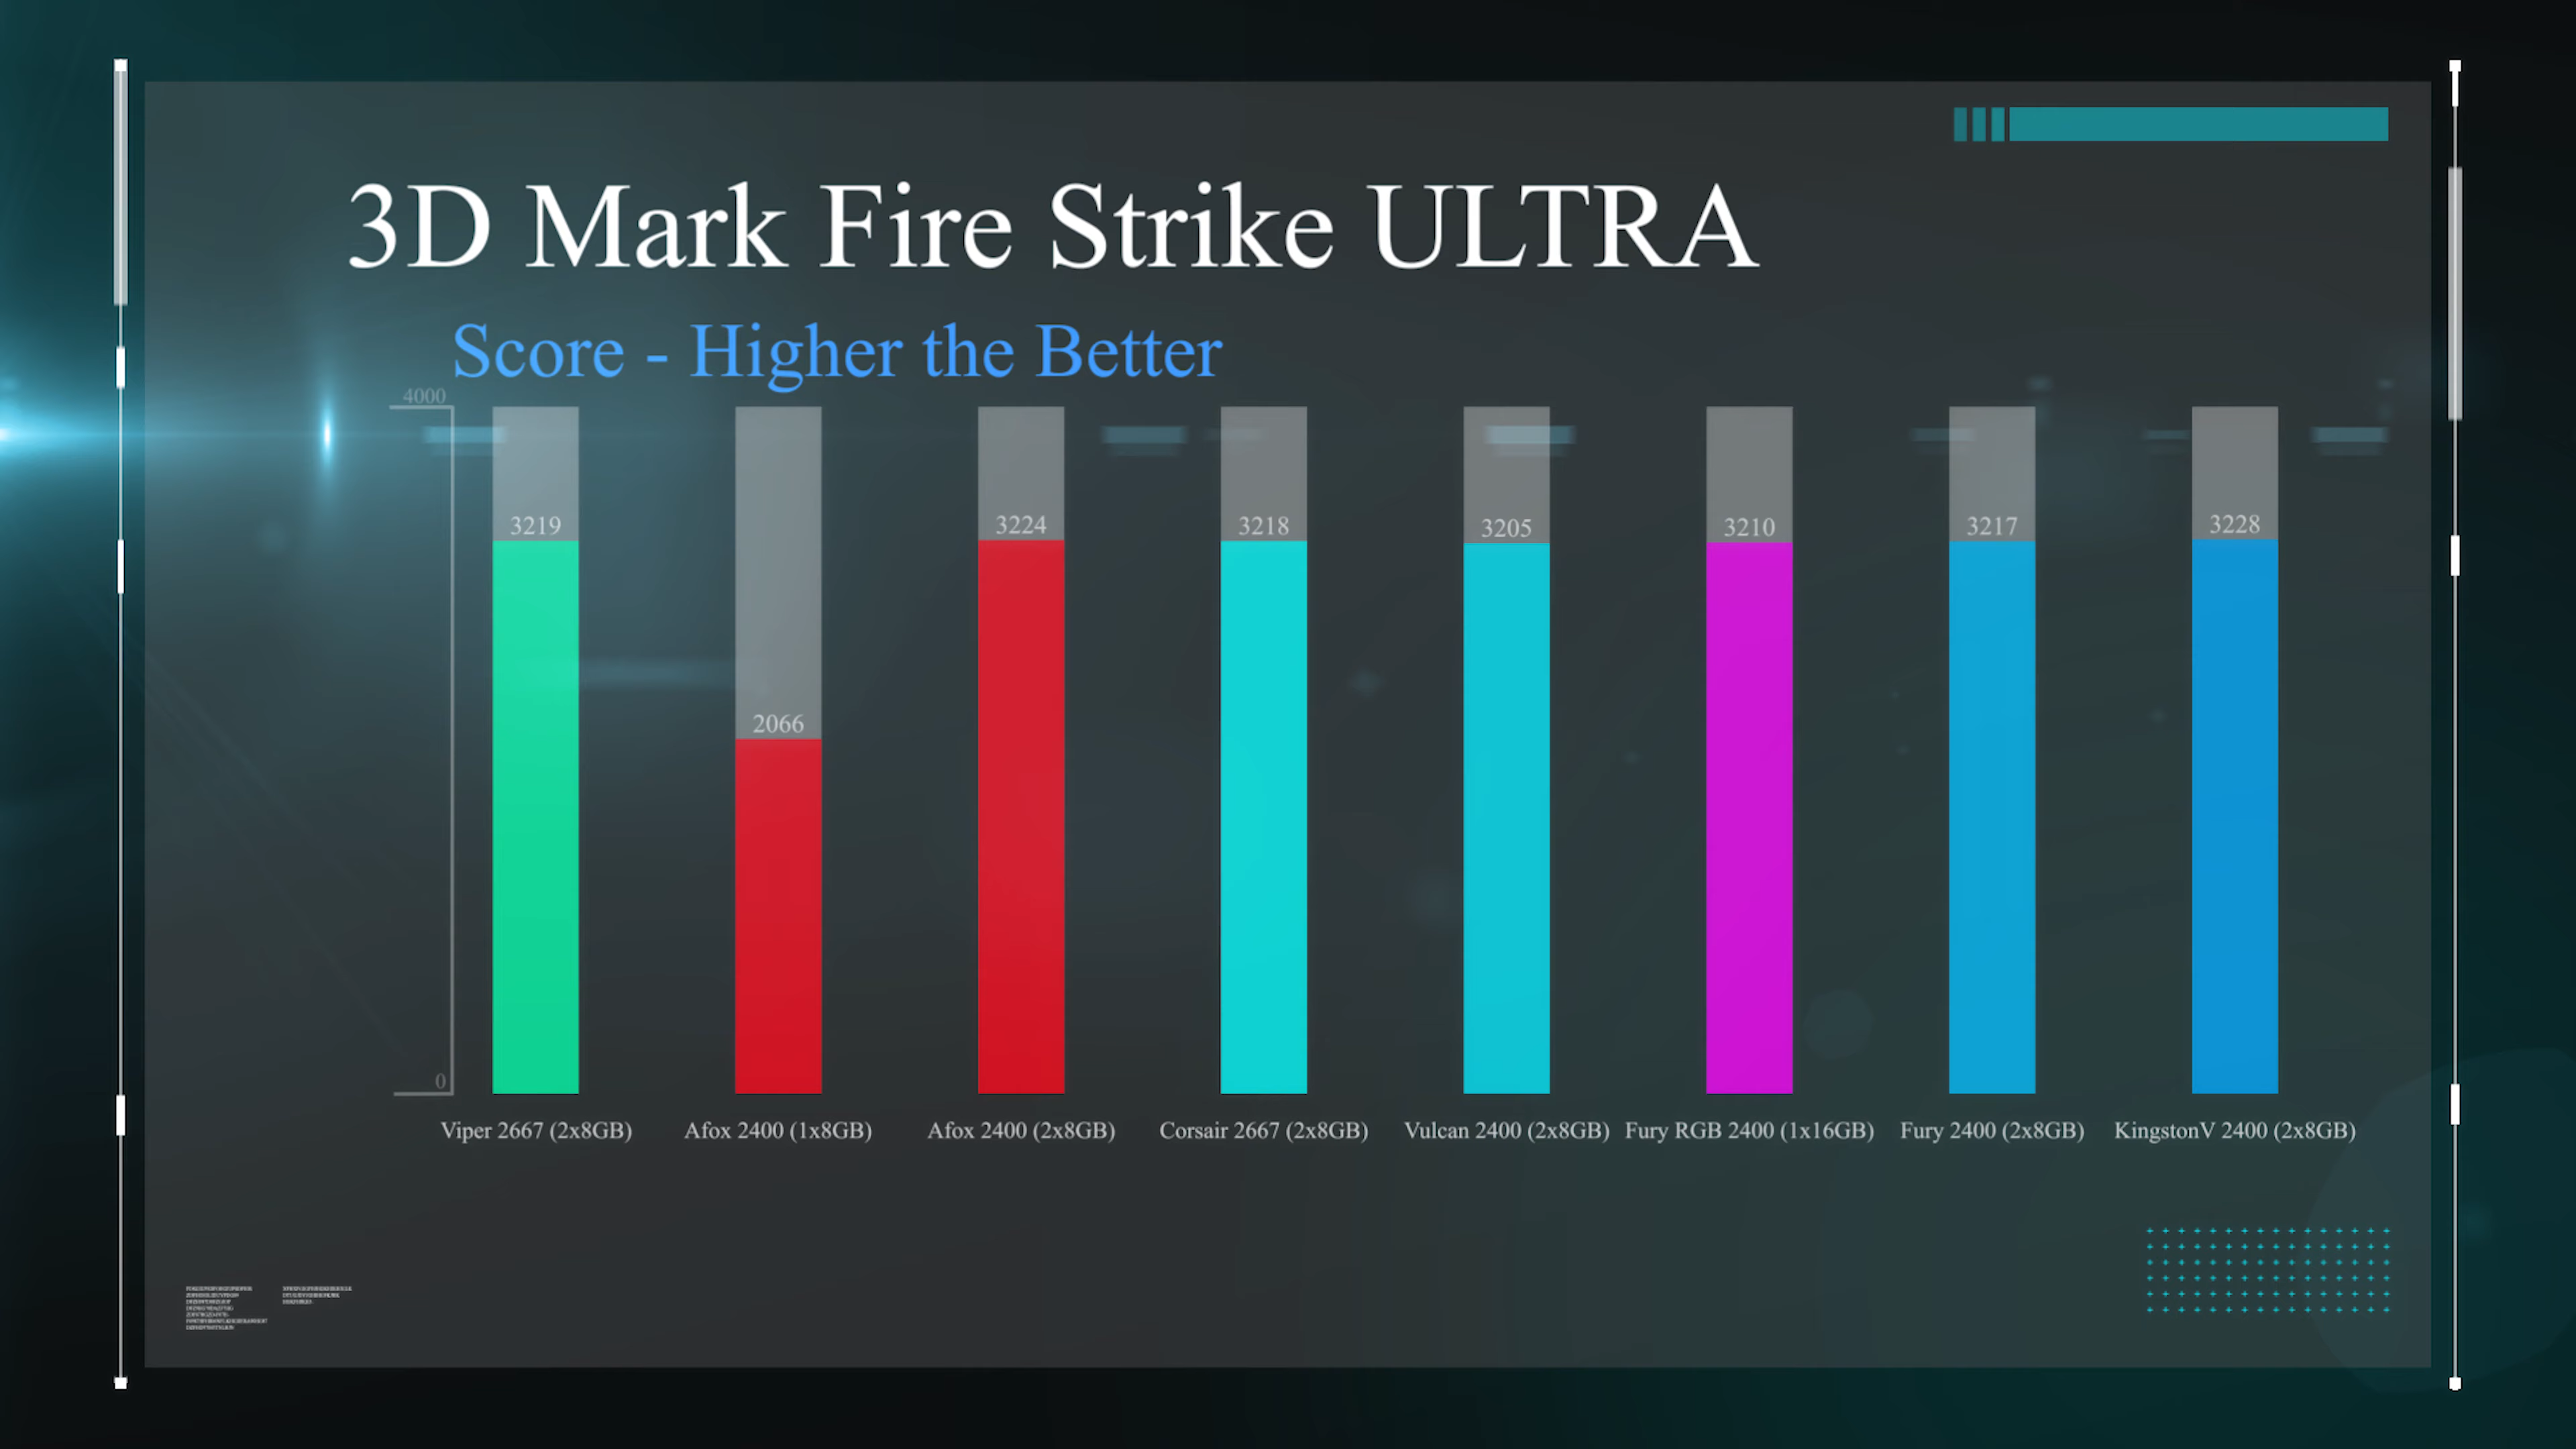 3D Mark Fire Strike ULTRA
Score - Higher the Better
4000
3219
2066
3224
3218
3205
3210
3217
3228
0
Viper 2667 (2x8GB)
Afox 2400 (1x8GB)
Afox 2400 (2x8GB)
Corsair 2667 (2x8GB)
Vulcan 2400 (2x8GB)
Fury RGB 2400 (1x16GB)
Fury 2400 (2x8GB)
KingstonV 2400 (2x8GB)